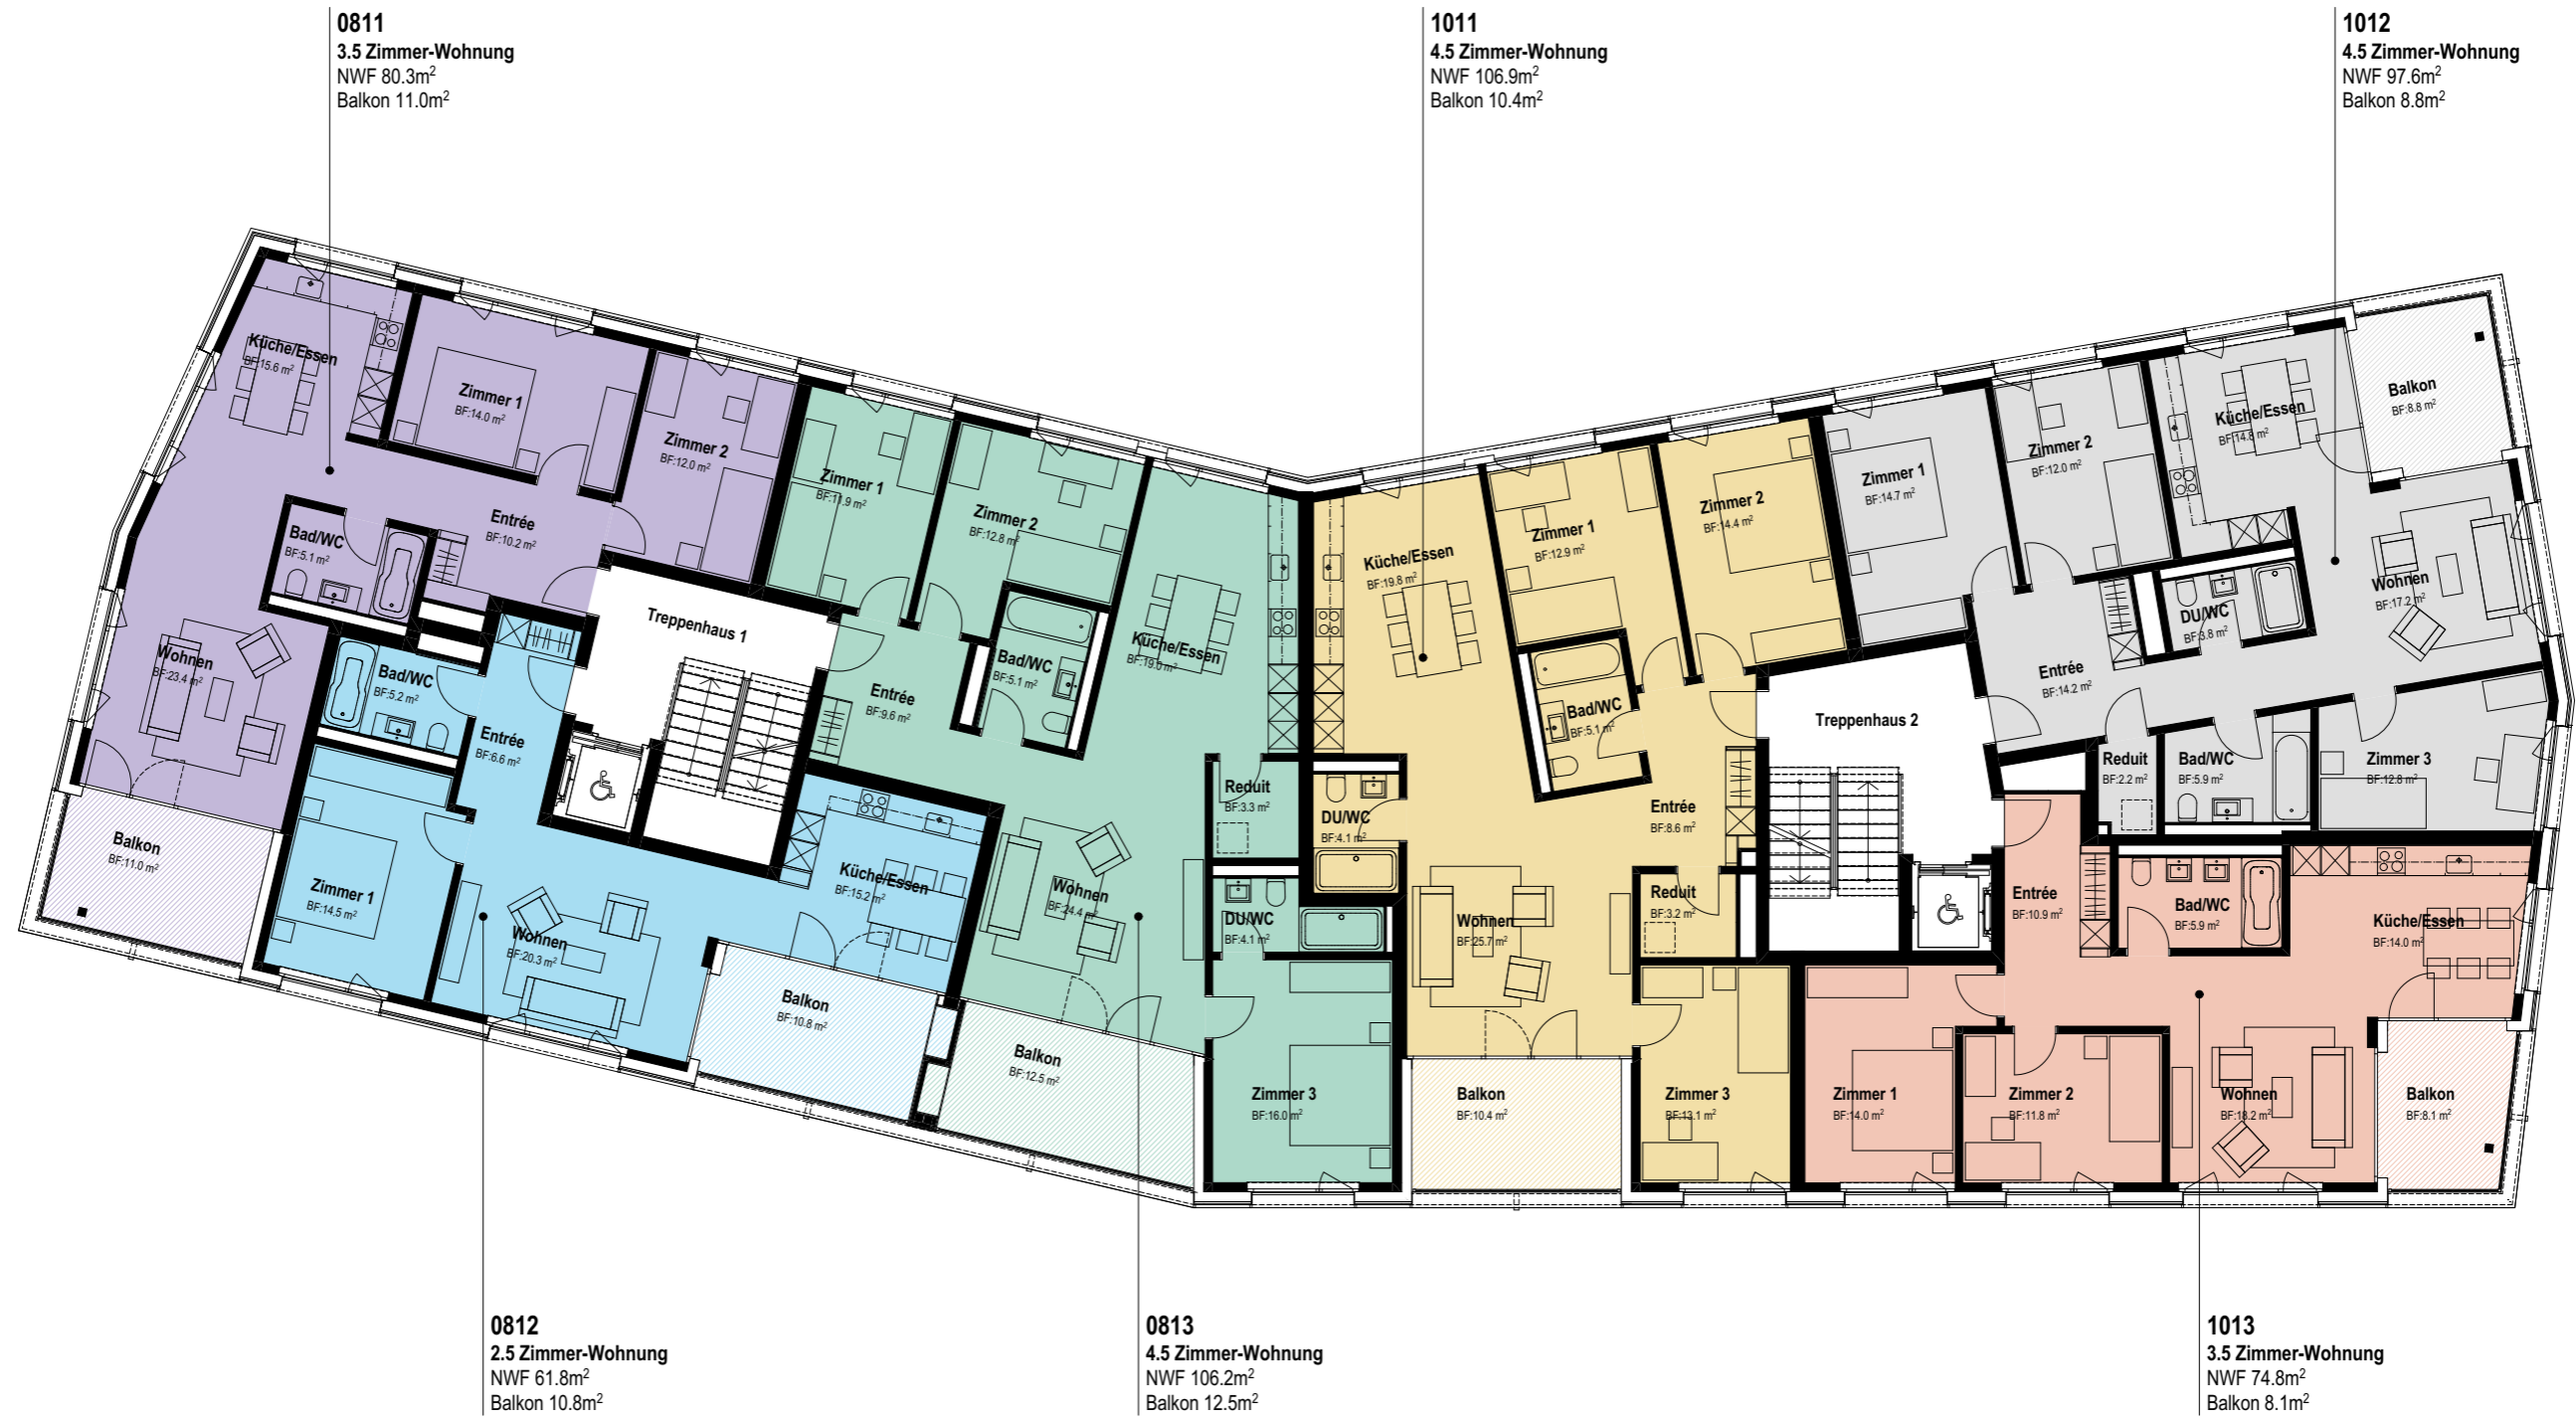 0811
3.5 Zimmer-Wohnung
NWF 80.3m²
Balkon 11.0m²
1011
4.5 Zimmer-Wohnung
NWF 106.9m²
Balkon 10.4m²
1012
4.5 Zimmer-Wohnung
NWF 97.6m²
Balkon 8.8m²
Küche/Essen
BF:15.6 m²
Zimmer 1
BF:14.0 m²
Zimmer 2
BF:12.0 m²
Entrée
BF:10.2 m²
Bad/WC
BF:5.1 m²
Wohnen
BF:23.4 m²
Balkon
BF:11.0 m²
Treppenhaus 1
Bad/WC
BF:5.2 m²
Entrée
BF:6.6 m²
Zimmer 1
BF:14.5 m²
Wohnen
BF:20.3 m²
Küche/Essen
BF:15.2 m²
Balkon
BF:10.8 m²
Zimmer 1
BF:11.9 m²
Zimmer 2
BF:12.8 m²
Küche/Essen
BF:19.0 m²
Bad/WC
BF:5.1 m²
Entrée
BF:9.6 m²
Reduit
BF:3.3 m²
Wohnen
BF:24.4 m²
DU/WC
BF:4.1 m²
Balkon
BF:12.5 m²
Zimmer 3
BF:16.0 m²
Küche/Essen
BF:19.8 m²
Zimmer 1
BF:12.9 m²
Zimmer 2
BF:14.4 m²
Bad/WC
BF:5.1 m²
DU/WC
BF:4.1 m²
Entrée
BF:8.6 m²
Reduit
BF:3.2 m²
Wohnen
BF:25.7 m²
Balkon
BF:10.4 m²
Zimmer 3
BF:13.1 m²
Treppenhaus 2
Zimmer 1
BF:14.7 m²
Zimmer 2
BF:12.0 m²
Küche/Essen
BF:14.8 m²
Balkon
BF:8.8 m²
Wohnen
BF:17.2 m²
DU/WC
BF:3.8 m²
Entrée
BF:14.2 m²
Reduit
BF:2.2 m²
Bad/WC
BF:5.9 m²
Zimmer 3
BF:12.8 m²
Entrée
BF:10.9 m²
Bad/WC
BF:5.9 m²
Küche/Essen
BF:14.0 m²
Zimmer 1
BF:14.0 m²
Zimmer 2
BF:11.8 m²
Wohnen
BF:18.2 m²
Balkon
BF:8.1 m²
0812
2.5 Zimmer-Wohnung
NWF 61.8m²
Balkon 10.8m²
0813
4.5 Zimmer-Wohnung
NWF 106.2m²
Balkon 12.5m²
1013
3.5 Zimmer-Wohnung
NWF 74.8m²
Balkon 8.1m²